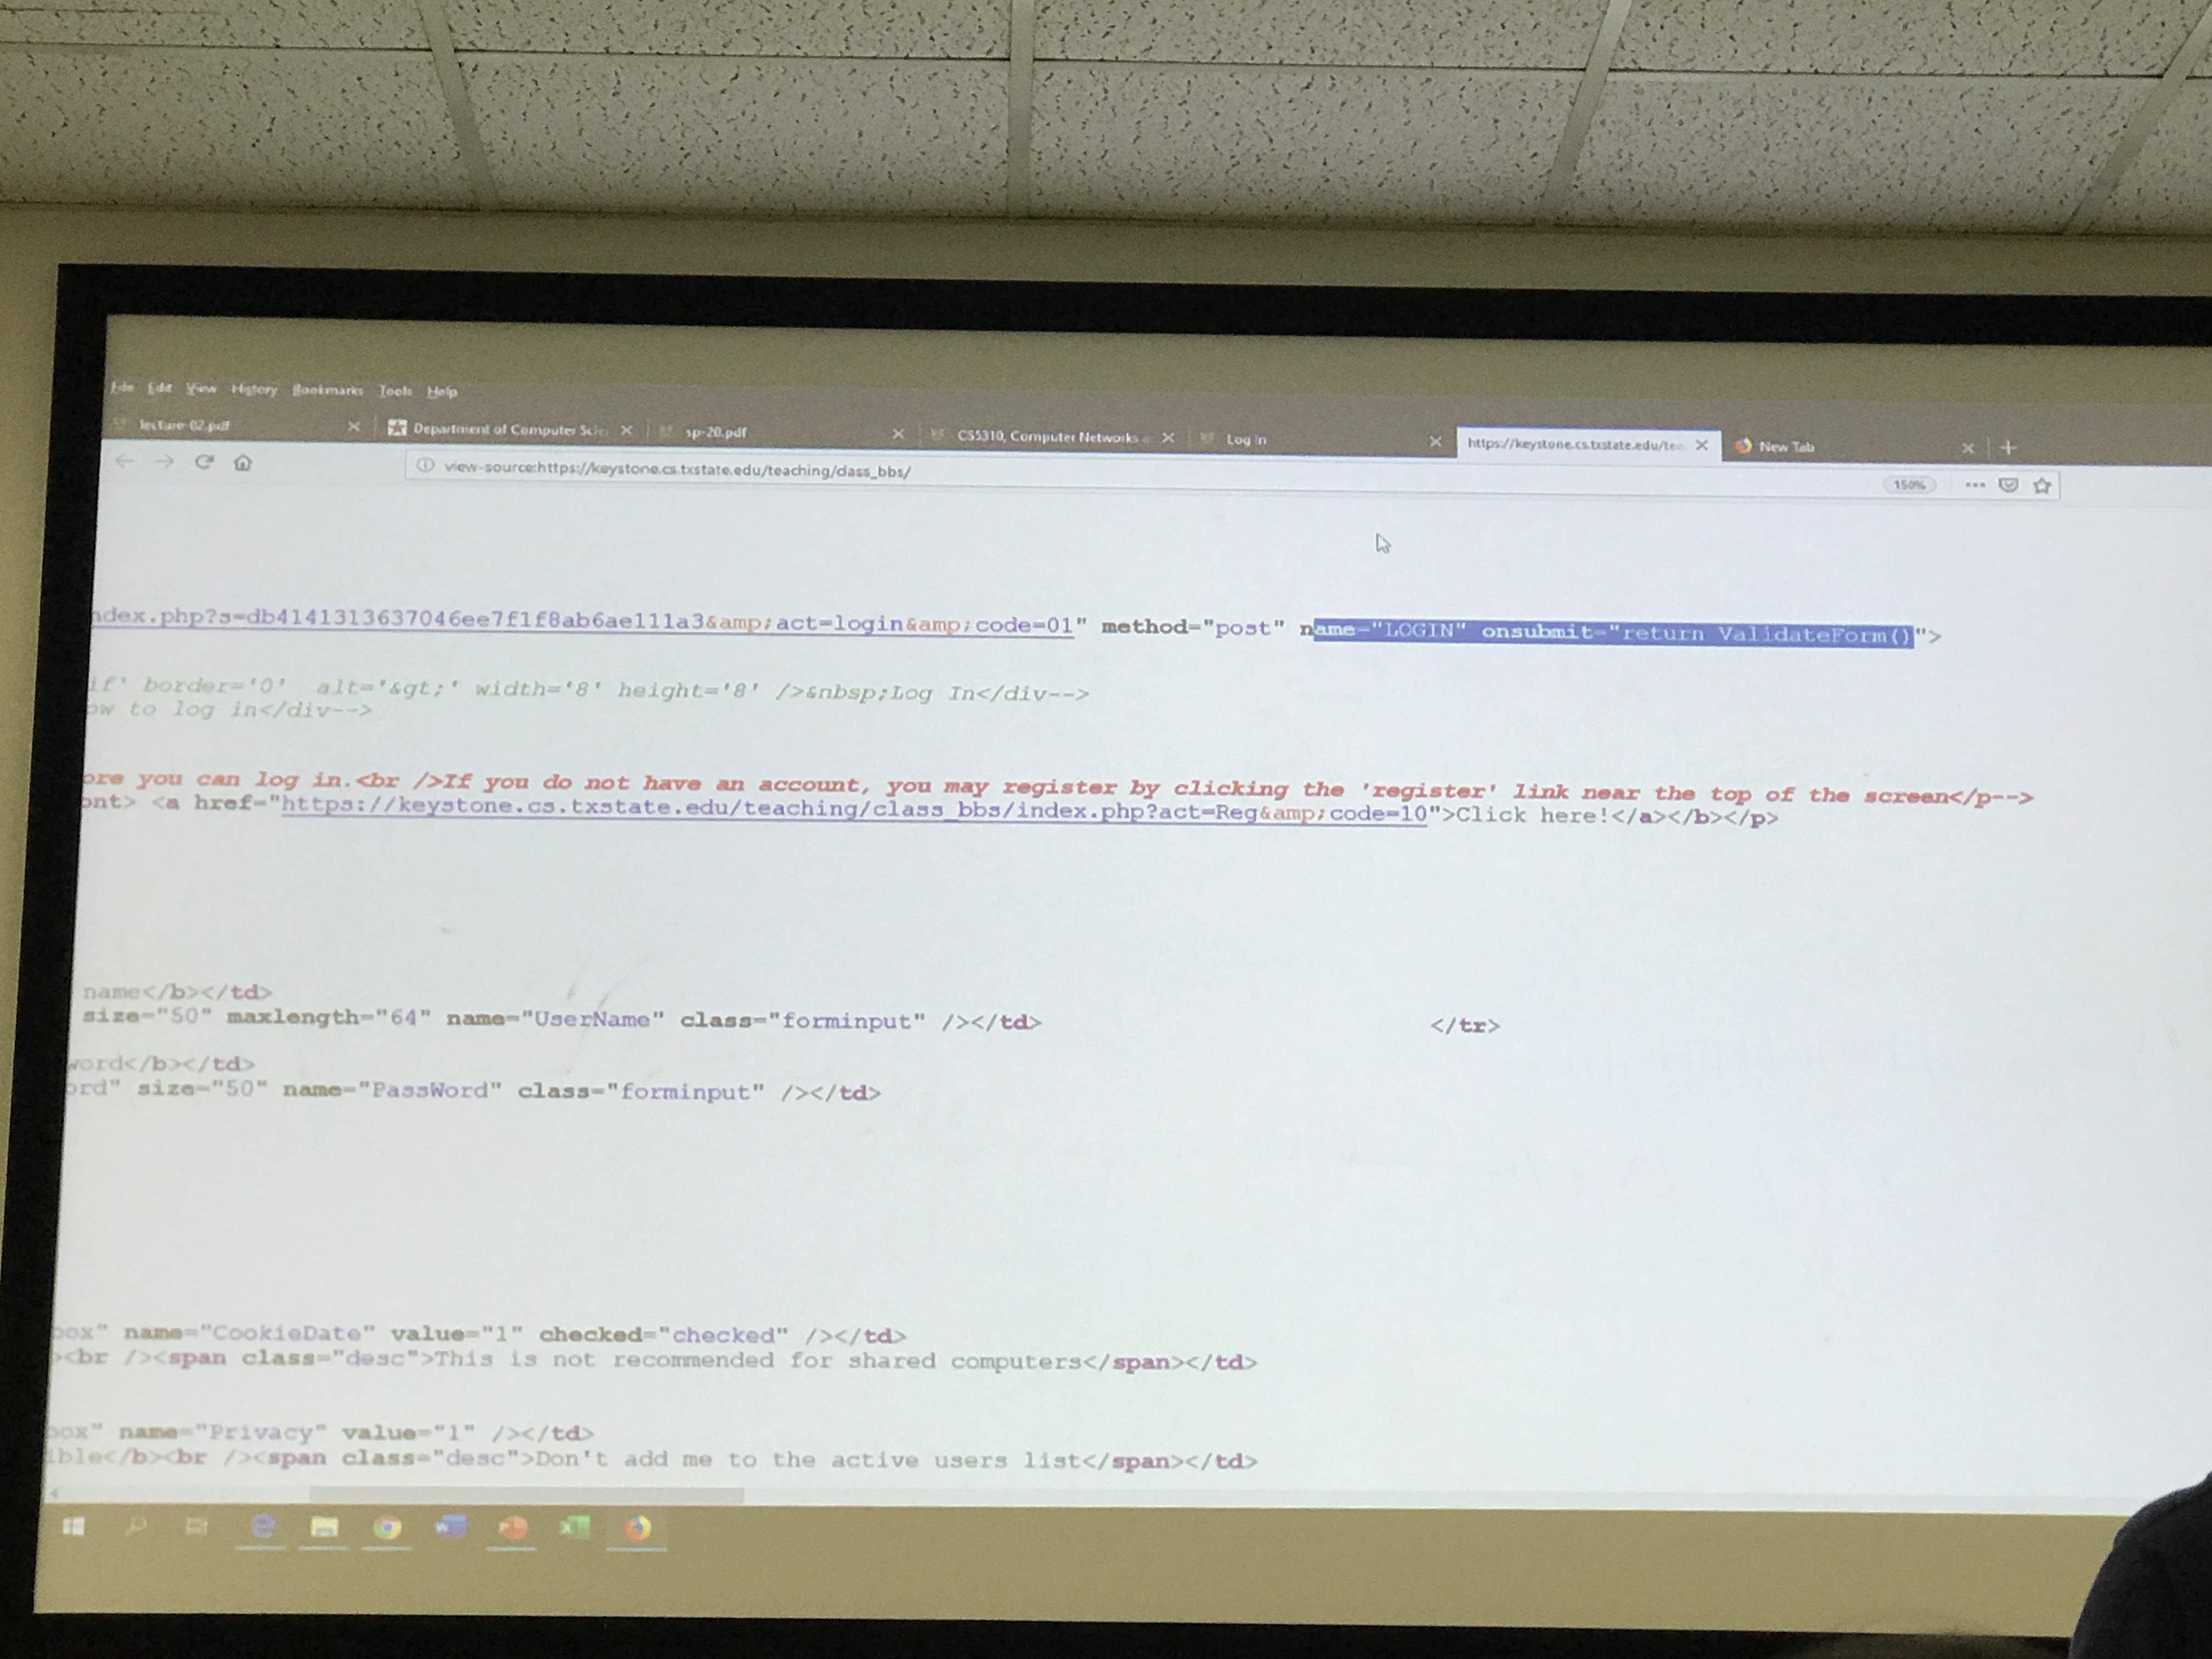 File Edit View History Bookmarks Tools Help
lecture-02.pdf Department of Computer Scie sp-20.pdf CS5310, Computer Networks Log In https://keystone.cs.txstate.edu/tea New Tab
view-source:https://keystone.cs.txstate.edu/teaching/class_bbs/ 150%
ndex.php?s=db4141313637046ee7f1f8ab6ae111a3&amp;act=login&amp;code=01" method="post" name="LOGIN" onsubmit="return ValidateForm()">
if' border='0' alt='&gt;' width='8' height='8' />&nbsp;Log In</div-->
ow to log in</div-->
ore you can log in.<br />If you do not have an account, you may register by clicking the 'register' link near the top of the screen</p-->
ont> <a href="https://keystone.cs.txstate.edu/teaching/class_bbs/index.php?act=Reg&amp;code=10">Click here!</a></b></p>
name</b></td>
size="50" maxlength="64" name="UserName" class="forminput" /></td> </tr>
word</b></td>
ord" size="50" name="PassWord" class="forminput" /></td>
box" name="CookieDate" value="1" checked="checked" /></td>
><br /><span class="desc">This is not recommended for shared computers</span></td>
box" name="Privacy" value="1" /></td>
ible</b><br /><span class="desc">Don't add me to the active users list</span></td>